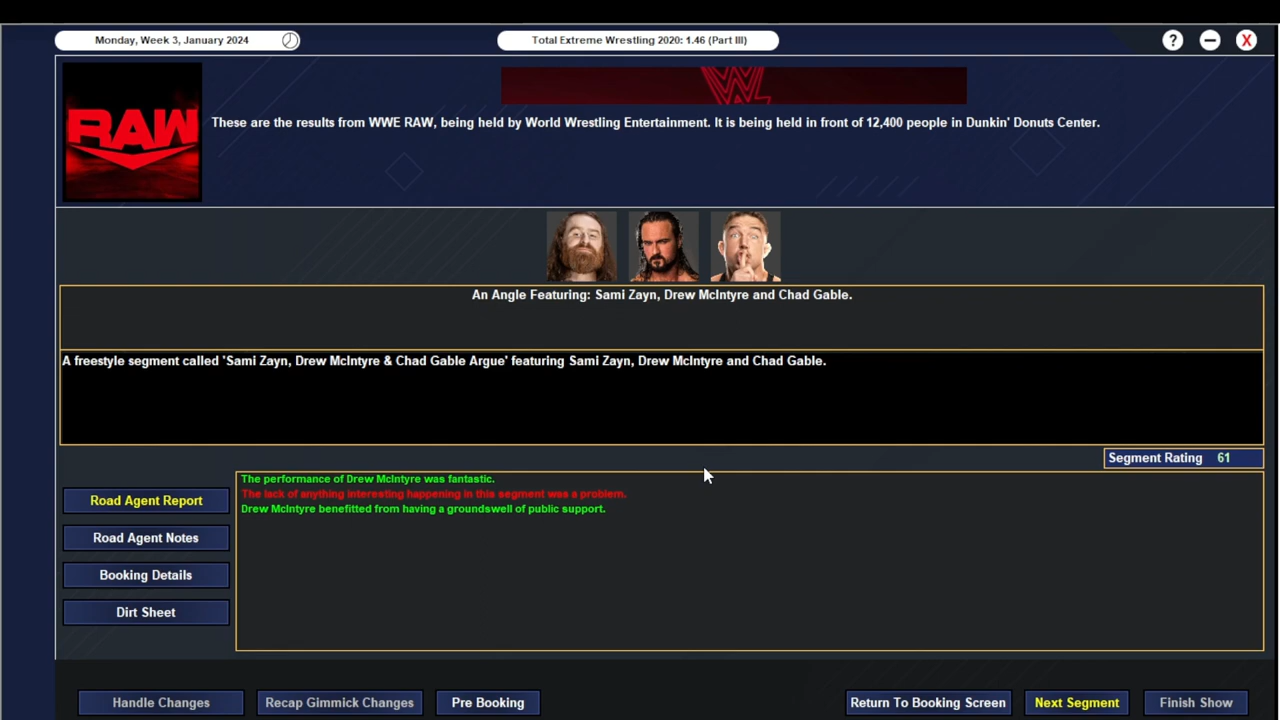 Monday, Week 3, January 2024
Total Extreme Wrestling 2020: 1.46 (Part III)
?
X
RAW
These are the results from WWE RAW, being held by World Wrestling Entertainment. It is being held in front of 12,400 people in Dunkin' Donuts Center.
An Angle Featuring: Sami Zayn, Drew McIntyre and Chad Gable.
A freestyle segment called 'Sami Zayn, Drew McIntyre & Chad Gable Argue' featuring Sami Zayn, Drew McIntyre and Chad Gable.
Segment Rating 61
Road Agent Report
Road Agent Notes
Booking Details
Dirt Sheet
The performance of Drew McIntyre was fantastic.
The lack of anything interesting happening in this segment was a problem.
Drew McIntyre benefitted from having a groundswell of public support.
Handle Changes
Recap Gimmick Changes
Pre Booking
Return To Booking Screen
Next Segment
Finish Show